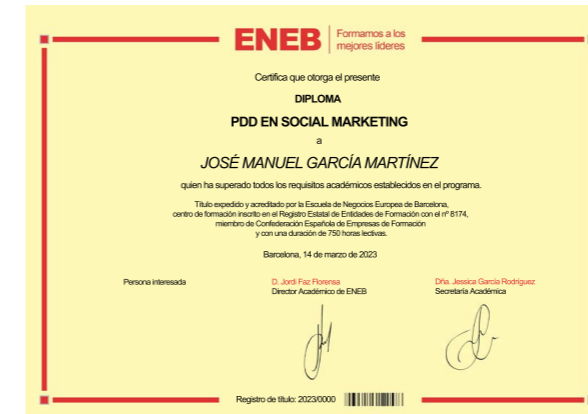 ENEB
Formamos a los
mejores líderes
Certifica que otorga el presente
DIPLOMA
PDD EN SOCIAL MARKETING
a
JOSÉ MANUEL GARCÍA MARTÍNEZ
quien ha superado todos los requisitos académicos establecidos en el programa.
Título expedido y acreditado por la Escuela de Negocios Europea de Barcelona,
centro de formación inscrito en el Registro Estatal de Entidades de Formación con el nº 8174,
miembro de Confederación Española de Empresas de Formación
y con una duración de 750 horas lectivas.
Barcelona, 14 de marzo de 2023
Persona interesada
D. Jordi Faz Florensa
Director Académico de ENEB
Dña. Jessica García Rodríguez
Secretaría Académica
Registro de título: 2023/0000